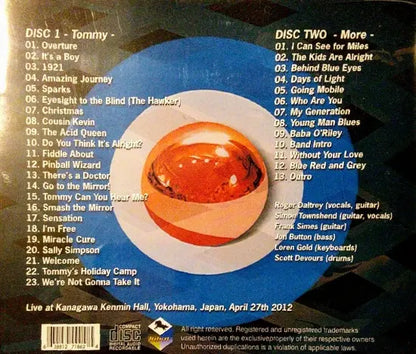 DISC 1 - Tommy -
01. Overture
02. It's a Boy
03. 1921
04. Amazing Journey
05. Sparks
06. Eyesight to the Blind (The Hawker)
07. Christmas
08. Cousin Kevin
09. The Acid Queen
10. Do You Think It's Alright?
11. Fiddle About
12. Pinball Wizard
13. There's a Doctor
14. Go to the Mirror!
15. Tommy Can You Hear Me?
16. Smash the Mirror
17. Sensation
18. I'm Free
19. Miracle Cure
20. Sally Simpson
21. Welcome
22. Tommy's Holiday Camp
23. We're Not Gonna Take It
DISC TWO - More -
01. I Can See for Miles
02. The Kids Are Alright
03. Behind Blue Eyes
04. Days of Light
05. Going Mobile
06. Who Are You
07. My Generation
08. Young Man Blues
09. Baba O'Riley
10. Band Intro
11. Without Your Love
12. Blue Red and Grey
13. Outro
Roger Daltrey (vocals, guitar)
Simon Townshend (guitar, vocals)
Frank Simes (guitar)
Jon Button (bass)
Loren Gold (keyboards)
Scott Devours (drums)
Live at Kanagawa Kenmin Hall, Yokohama, Japan, April 27th 2012
COMPACT
disc
DIGITAL AUDIO
RECORDABLE
All right reserved. Registered and unregistered trademarks
used herein are the exclusiveproperty of their respective owners
Unauthorized duplications is a violation of applicable laws.